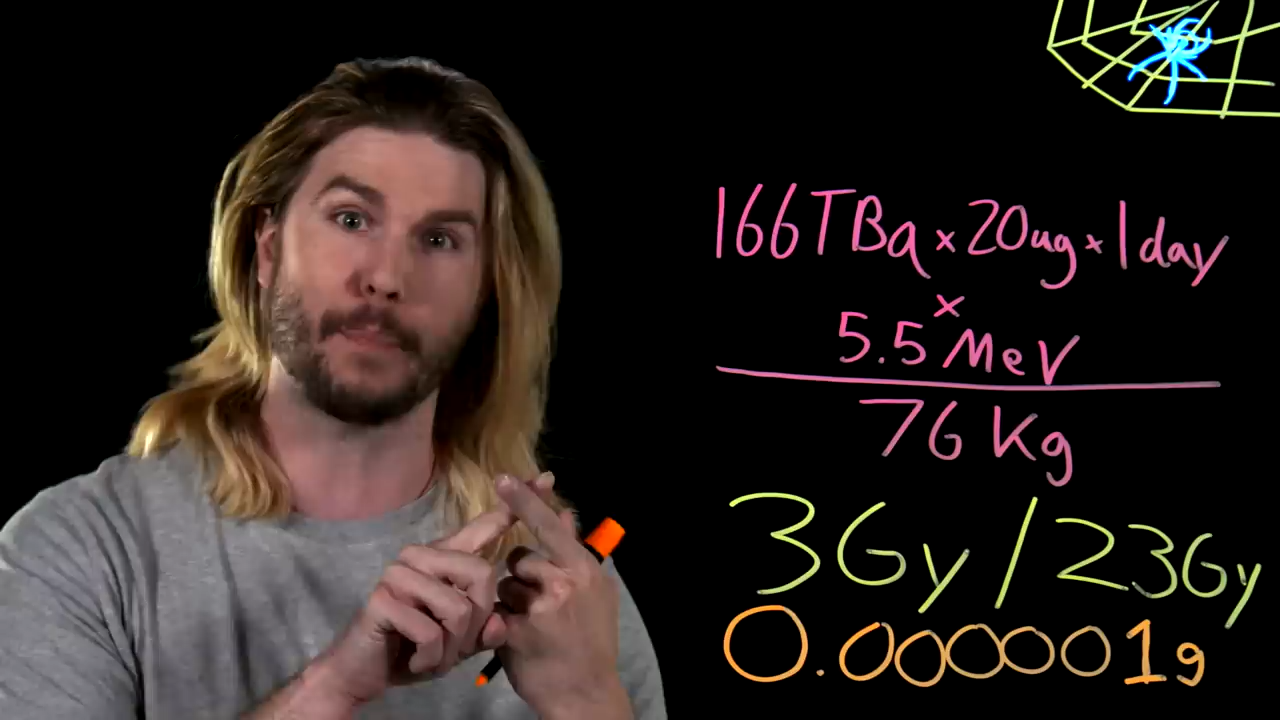 166TBq × 20ug × 1day
×
5.5 MeV
76 Kg
3Gy / 23Gy
0.000001g